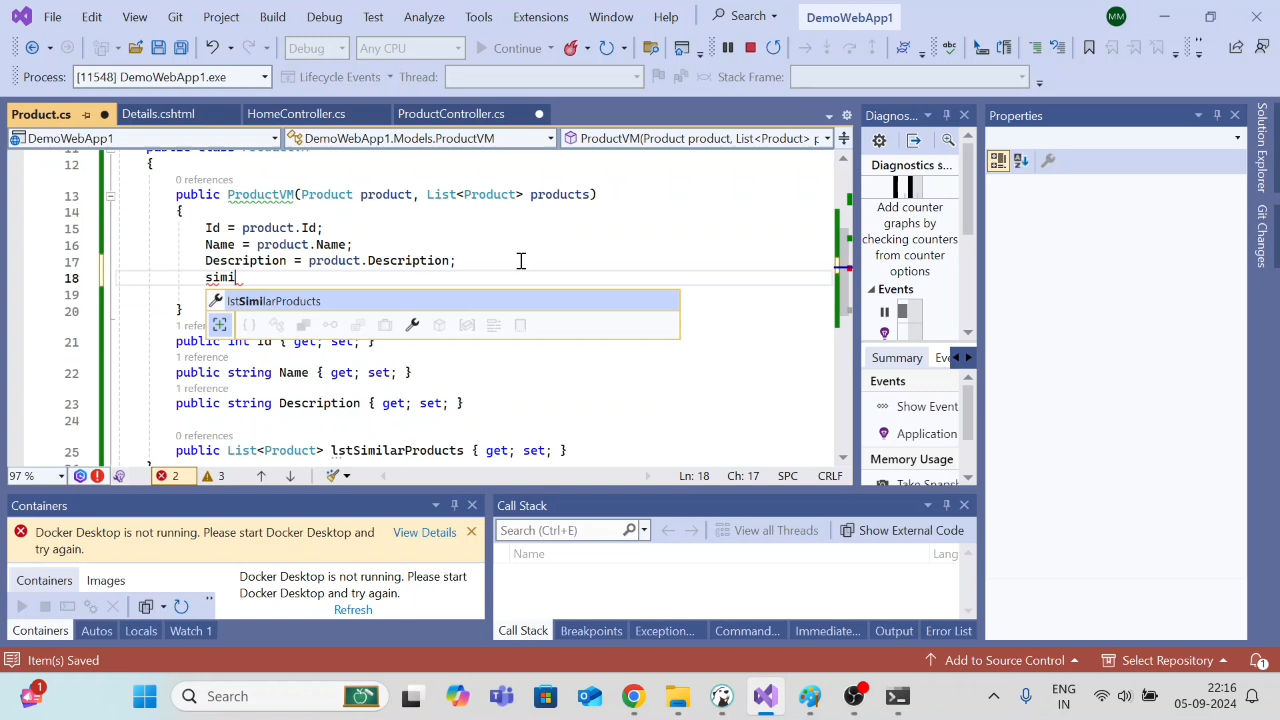 File Edit View Git Project Build Debug Test Analyze Tools Extensions Window Help Search DemoWebApp1 MM
Debug Any CPU Continue
Process: [11548] DemoWebApp1.exe Lifecycle Events Thread: Stack Frame:
Product.cs Details.cshtml HomeController.cs ProductController.cs
DemoWebApp1 DemoWebApp1.Models.ProductVM ProductVM(Product product, List<Product> p
12 {
0 references
13 public ProductVM(Product product, List<Product> products)
14 {
15 Id = product.Id;
16 Name = product.Name;
17 Description = product.Description;
18 simi
lstSimilarProducts
19
20 }
1 refer
21 public int Id { get; set; }
1 reference
22 public string Name { get; set; }
1 reference
23 public string Description { get; set; }
24
0 references
25 public List<Product> lstSimilarProducts { get; set; }
97 % 2 3 Ln: 18 Ch: 17 SPC CRLF
Diagnos...
Diagnostics s...
Add counter
graphs by
checking counters
from counter
options
Events
Summary Eve
Events
Show Event
Application
Memory Usage
Take Snapsh
Properties
Solution Explorer
Git Changes
Containers
Docker Desktop is not running. Please start Docker Desktop and
try again.
View Details
Containers Images
Docker Desktop is not running. Please start
Docker Desktop and try again.
Refresh
Containers Autos Locals Watch 1
Call Stack
Search (Ctrl+E) View all Threads Show External Code
Name Lang
Call Stack Breakpoints Exception... Command... Immediate... Output Error List
Item(s) Saved Add to Source Control Select Repository 1
1 Search ENG
IN 22:16
05-09-2024